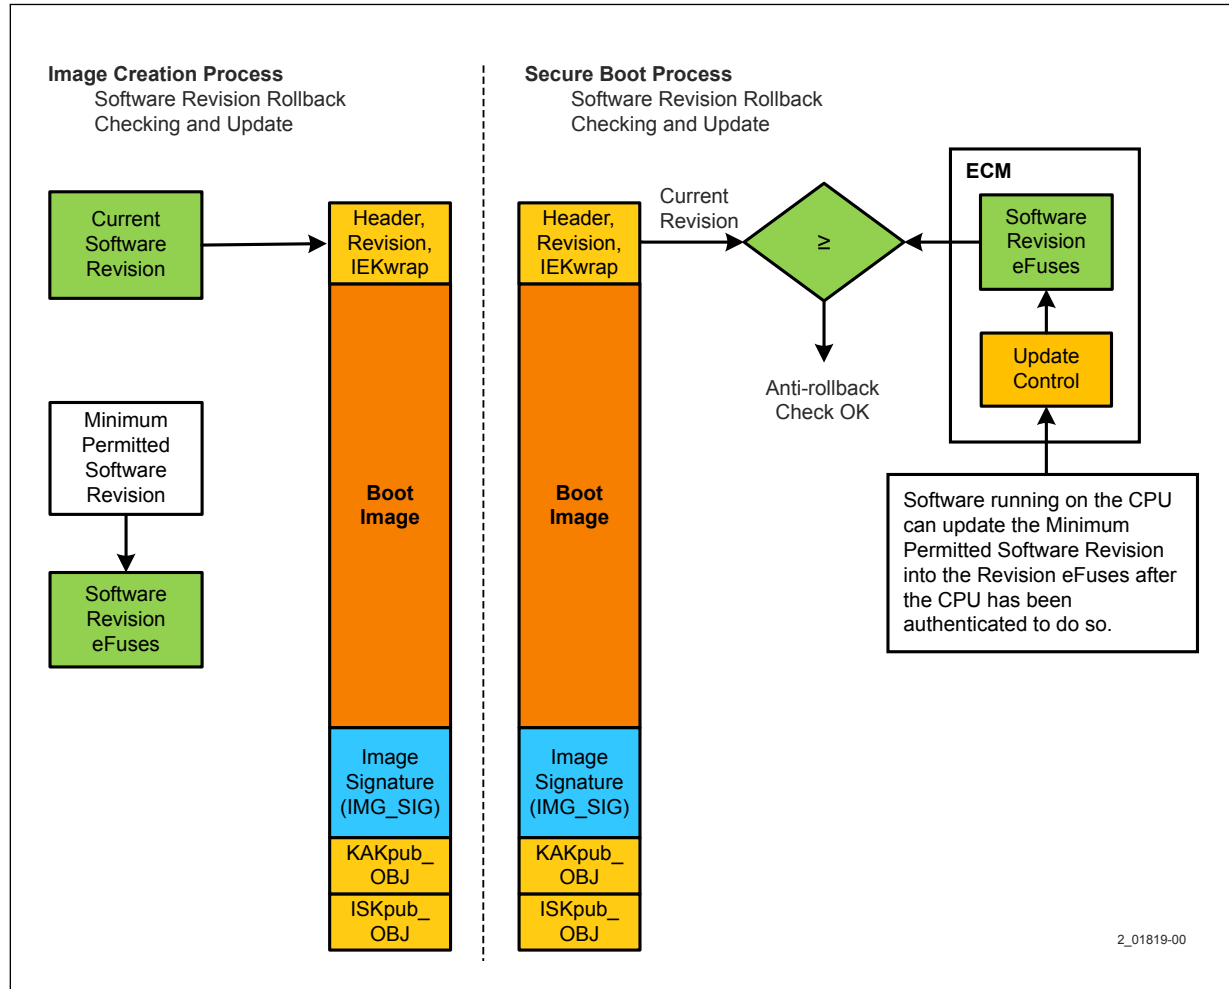 Image Creation Process
Software Revision Rollback
Checking and Update
Current
Software
Revision
Header,
Revision,
IEKwrap
Minimum
Permitted
Software
Revision
Software
Revision
eFuses
Boot
Image
Image
Signature
(IMG_SIG)
KAKpub_
OBJ
ISKpub_
OBJ
Secure Boot Process
Software Revision Rollback
Checking and Update
Header,
Revision,
IEKwrap
Current
Revision
≥
Anti-rollback
Check OK
ECM
Software
Revision
eFuses
Update
Control
Software running on the CPU
can update the Minimum
Permitted Software Revision
into the Revision eFuses after
the CPU has been
authenticated to do so.
Boot
Image
Image
Signature
(IMG_SIG)
KAKpub_
OBJ
ISKpub_
OBJ
2_01819-00